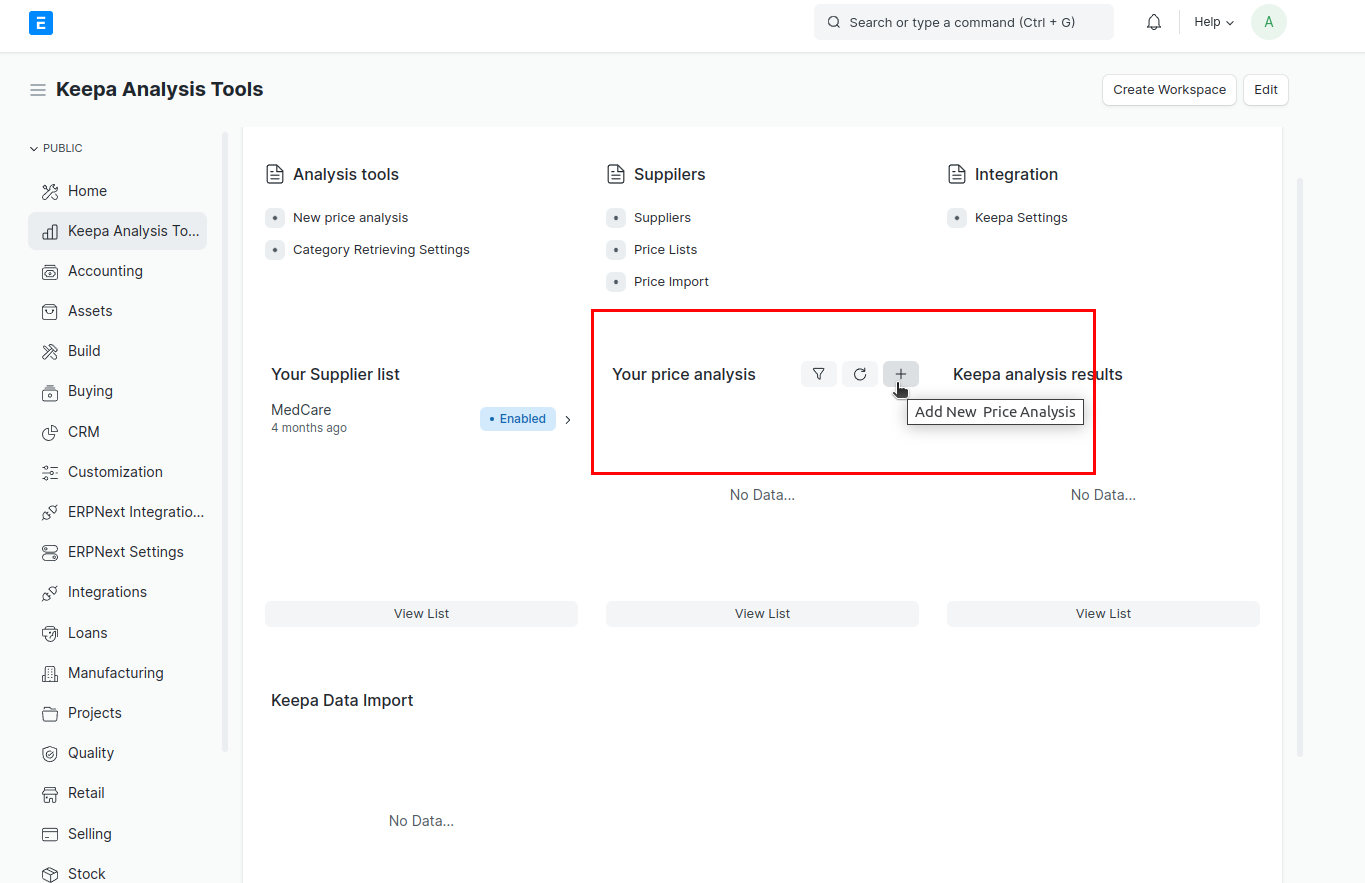 E
Search or type a command (Ctrl + G)
Help
A
Keepa Analysis Tools
Create Workspace
Edit
PUBLIC
Home
Keepa Analysis To...
Accounting
Assets
Build
Buying
CRM
Customization
ERPNext Integratio...
ERPNext Settings
Integrations
Loans
Manufacturing
Projects
Quality
Retail
Selling
Stock
Analysis tools
New price analysis
Category Retrieving Settings
Suppilers
Suppliers
Price Lists
Price Import
Integration
Keepa Settings
Your Supplier list
MedCare
4 months ago
Enabled
View List
Your price analysis
Add New Price Analysis
No Data...
View List
Keepa analysis results
No Data...
View List
Keepa Data Import
No Data...